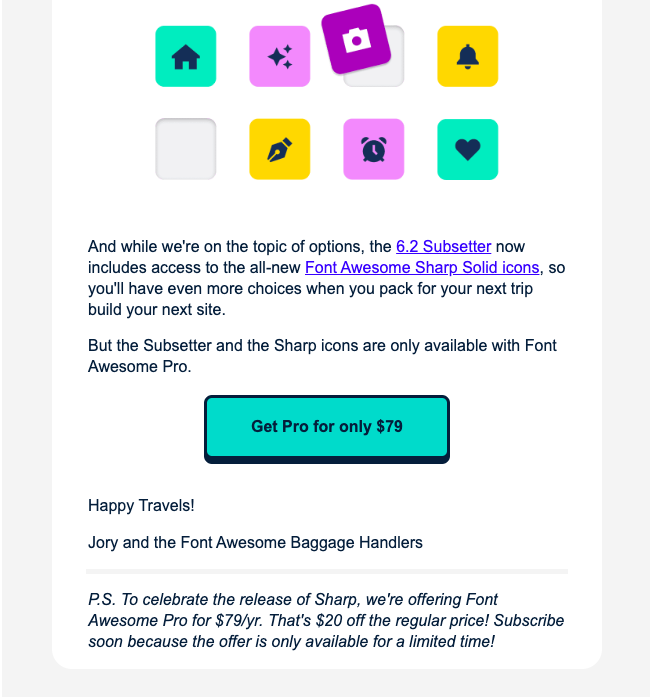 And while we're on the topic of options, the 6.2 Subsetter now
includes access to the all-new Font Awesome Sharp Solid icons, so
you'll have even more choices when you pack for your next trip
build your next site.
But the Subsetter and the Sharp icons are only available with Font
Awesome Pro.
Get Pro for only $79
Happy Travels!
Jory and the Font Awesome Baggage Handlers
P.S. To celebrate the release of Sharp, we're offering Font
Awesome Pro for $79/yr. That's $20 off the regular price! Subscribe
soon because the offer is only available for a limited time!